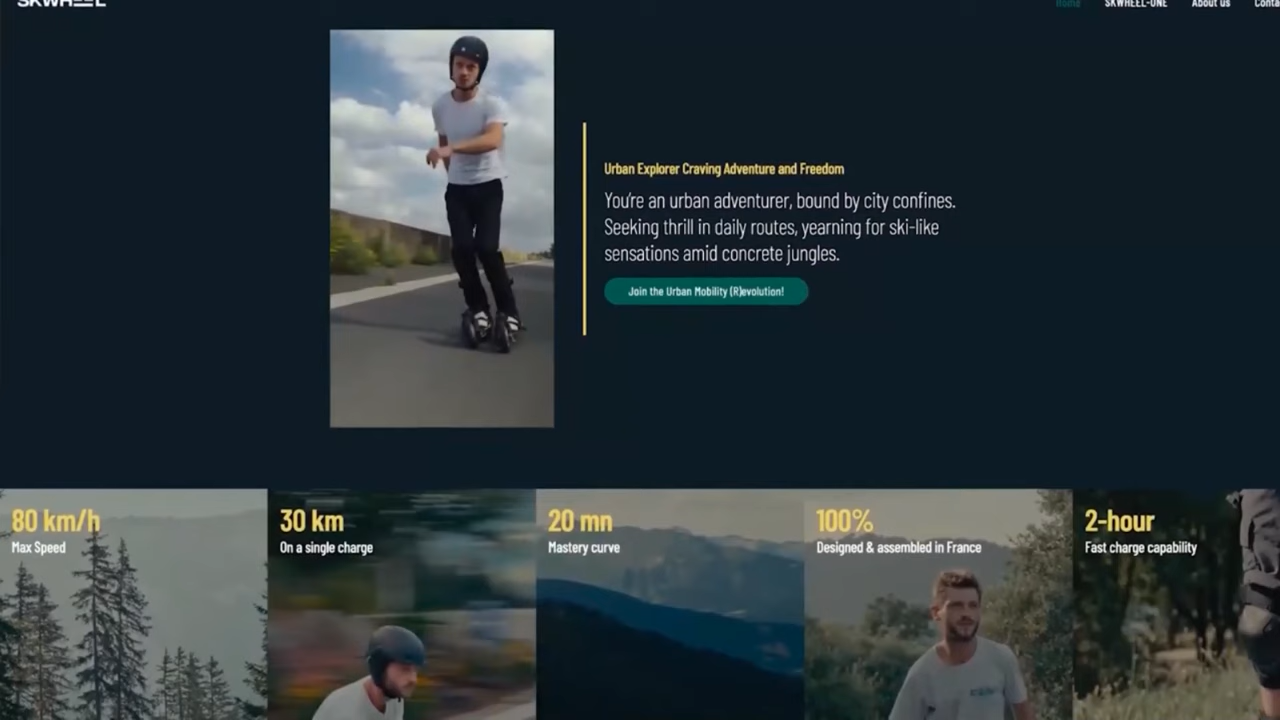 SKWHEEL
Home SKWHEEL-ONE About us
Urban Explorer Craving Adventure and Freedom
You're an urban adventurer, bound by city confines.
Seeking thrill in daily routes, yearning for ski-like
sensations amid concrete jungles.
Join the Urban Mobility (R)evolution!
80 km/h
Max Speed
30 km
On a single charge
20 mn
Mastery curve
100%
Designed & assembled in France
2-hour
Fast charge capability